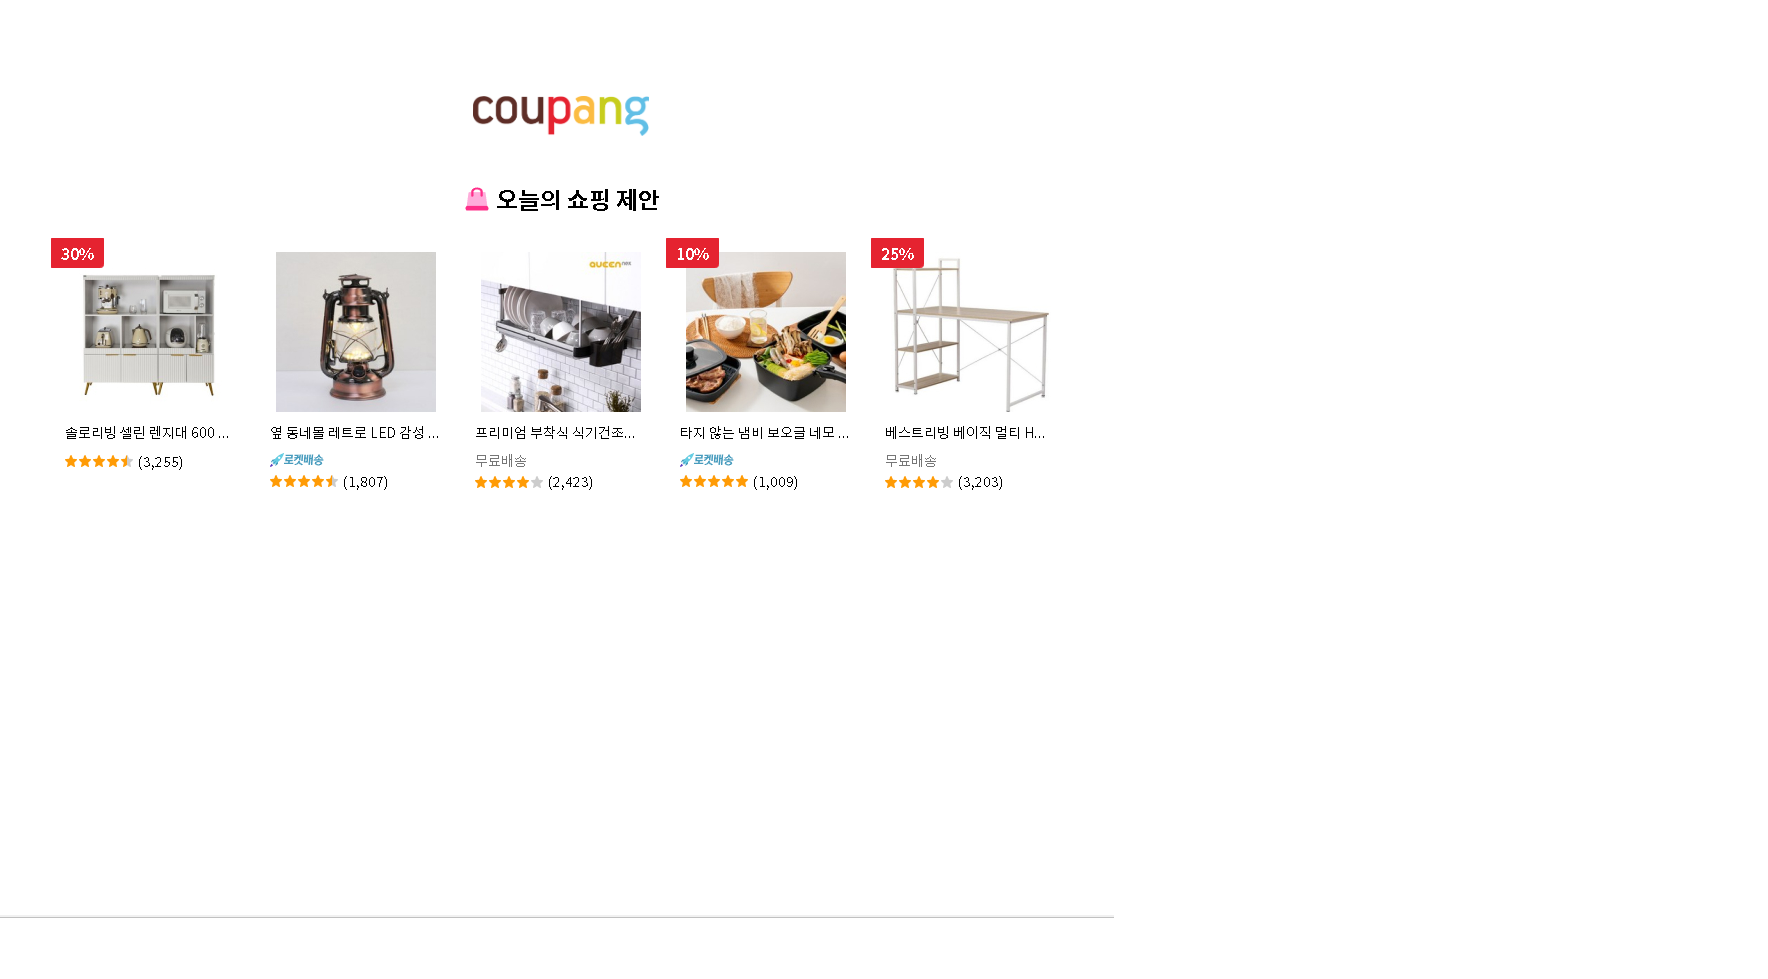 coupang
오늘의 쇼핑 제안
30%
솔로리빙 셀린 렌지대 600 ...
(3,255)
옆 동네몰 레트로 LED 감성 ...
로켓배송
(1,807)
QUEEN nex
프리미엄 부착식 식기건조...
무료배송
(2,423)
10%
타지 않는 냄비 보오글 네모 ...
로켓배송
(1,009)
25%
베스트리빙 베이직 멀티 H...
무료배송
(3,203)